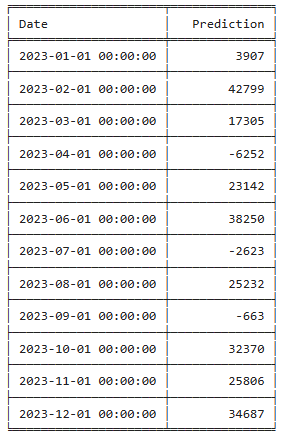 Date Prediction
2023-01-01 00:00:00 3907
2023-02-01 00:00:00 42799
2023-03-01 00:00:00 17305
2023-04-01 00:00:00 -6252
2023-05-01 00:00:00 23142
2023-06-01 00:00:00 38250
2023-07-01 00:00:00 -2623
2023-08-01 00:00:00 25232
2023-09-01 00:00:00 -663
2023-10-01 00:00:00 32370
2023-11-01 00:00:00 25806
2023-12-01 00:00:00 34687